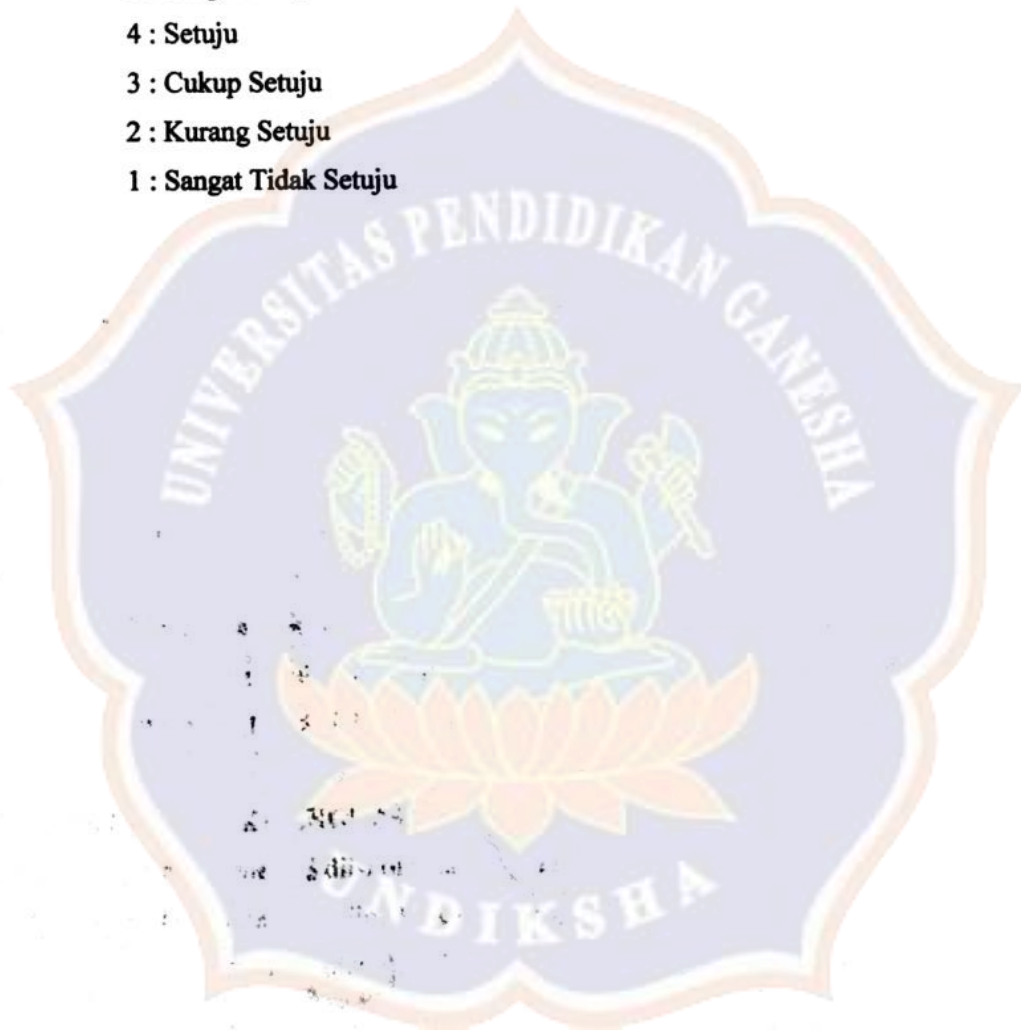 4 : Setuju
3 : Cukup Setuju
2 : Kurang Setuju
1 : Sangat Tidak Setuju
UNIVERSITAS PENDIDIKAN GANESHA
UNDIKSHA